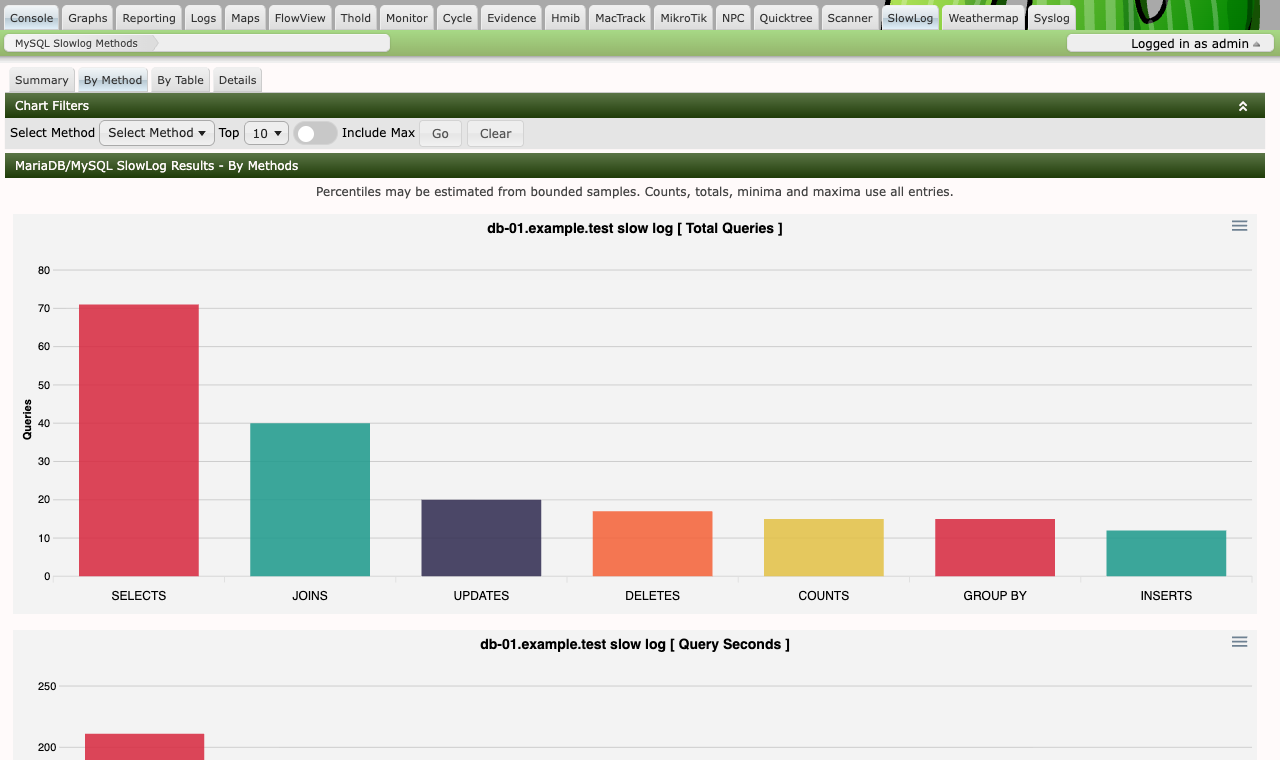 Console Graphs Reporting Logs Maps FlowView Thold Monitor Cycle Evidence Hmib MacTrack MikroTik NPC Quicktree Scanner SlowLog Weathermap Syslog
MySQL Slowlog Methods Logged in as admin
Summary By Method By Table Details
Chart Filters
Select Method Select Method Top 10 Include Max Go Clear
MariaDB/MySQL SlowLog Results - By Methods
Percentiles may be estimated from bounded samples. Counts, totals, minima and maxima use all entries.
db-01.example.test slow log [ Total Queries ]
80
70
60
50
40
30
20
10
0
Queries
SELECTS JOINS UPDATES DELETES COUNTS GROUP BY INSERTS
db-01.example.test slow log [ Query Seconds ]
250
200